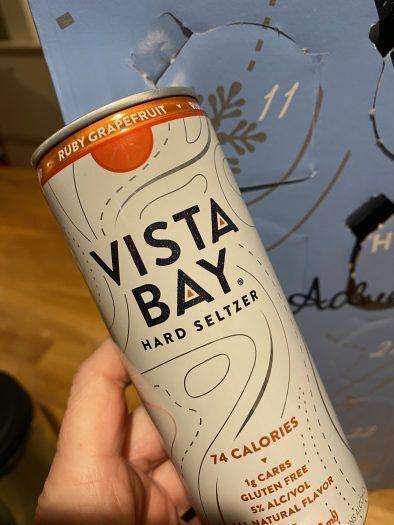 RUBY GRAPEFRUIT
VISTA
BAY®
HARD SELTZER
74 CALORIES
1g CARBS
GLUTEN FREE
5% ALC/VOL
NATURAL FLAVOR
11